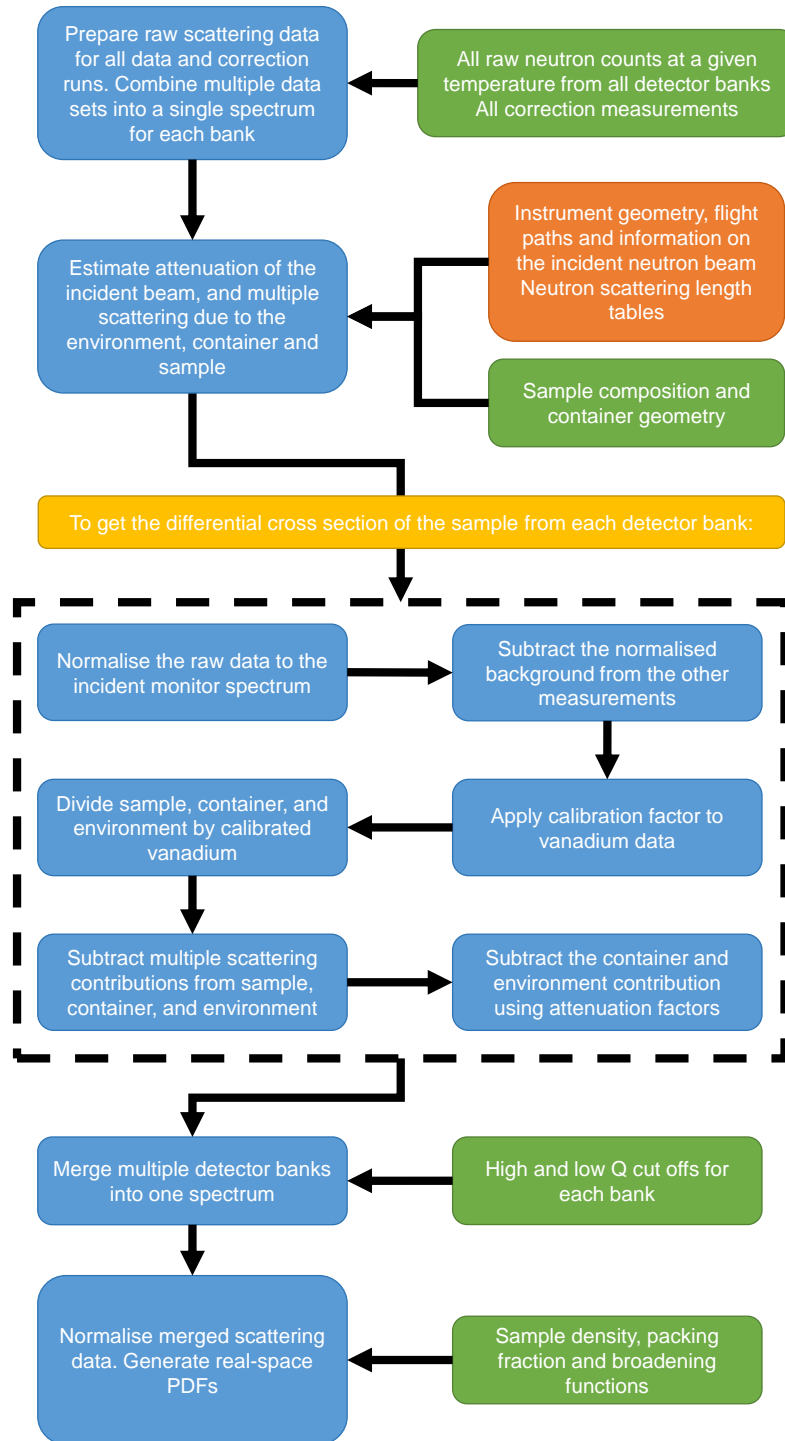 Prepare raw scattering data
for all data and correction
runs. Combine multiple data
sets into a single spectrum
for each bank
All raw neutron counts at a given
temperature from all detector banks
All correction measurements
Estimate attenuation of the
incident beam, and multiple
scattering due to the
environment, container and
sample
Instrument geometry, flight
paths and information on
the incident neutron beam
Neutron scattering length
tables
Sample composition and
container geometry
To get the differential cross section of the sample from each detector bank:
Normalise the raw data to the
incident monitor spectrum
Subtract the normalised
background from the other
measurements
Divide sample, container, and
environment by calibrated
vanadium
Apply calibration factor to
vanadium data
Subtract multiple scattering
contributions from sample,
container, and environment
Subtract the container and
environment contribution
using attenuation factors
Merge multiple detector banks
into one spectrum
High and low Q cut offs for
each bank
Normalise merged scattering
data. Generate real-space
PDFs
Sample density, packing
fraction and broadening
functions